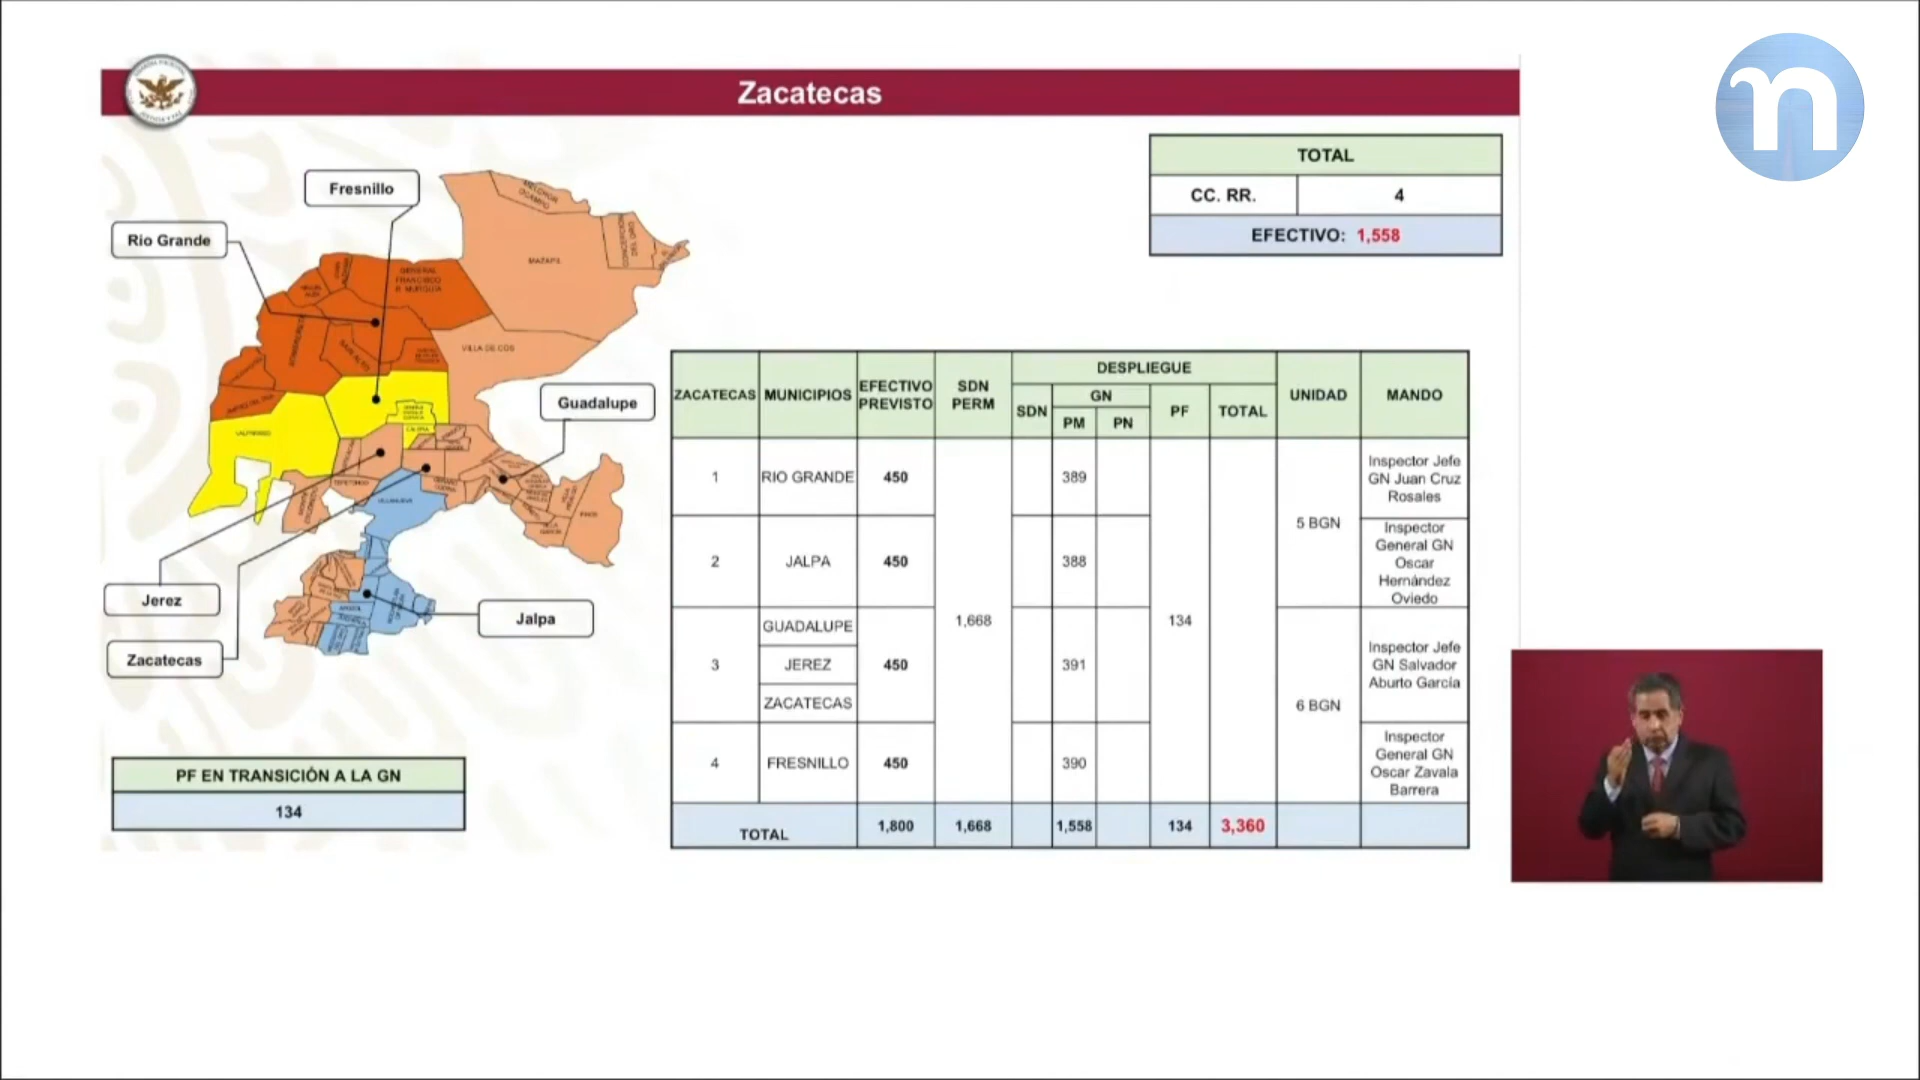 Zacatecas
TOTAL
CC. RR. 4
EFECTIVO: 1,558
Fresnillo
Rio Grande
Guadalupe
Jerez
Zacatecas
Jalpa
MELCHOR OCAMPO
CONCEPCION DEL ORO
MAZAPIL
GENERAL
FRANCISCO
R. MURGUIA
VILLA DE COS
VALPARAISO
VILLANUEVA
TEPETONGO
PINOS
PF EN TRANSICIÓN A LA GN
134
ZACATECAS MUNICIPIOS EFECTIVO PREVISTO SDN PERM DESPLIEGUE UNIDAD MANDO
SDN GN PF TOTAL
PM PN
1 RIO GRANDE 450 389 Inspector Jefe GN Juan Cruz Rosales
5 BGN
2 JALPA 450 388 Inspector General GN Oscar Hernández Oviedo
1,668 134
3 GUADALUPE JEREZ ZACATECAS 450 391 Inspector Jefe GN Salvador Aburto García
6 BGN
4 FRESNILLO 450 390 Inspector General GN Oscar Zavala Barrera
TOTAL 1,800 1,668 1,558 134 3,360
n